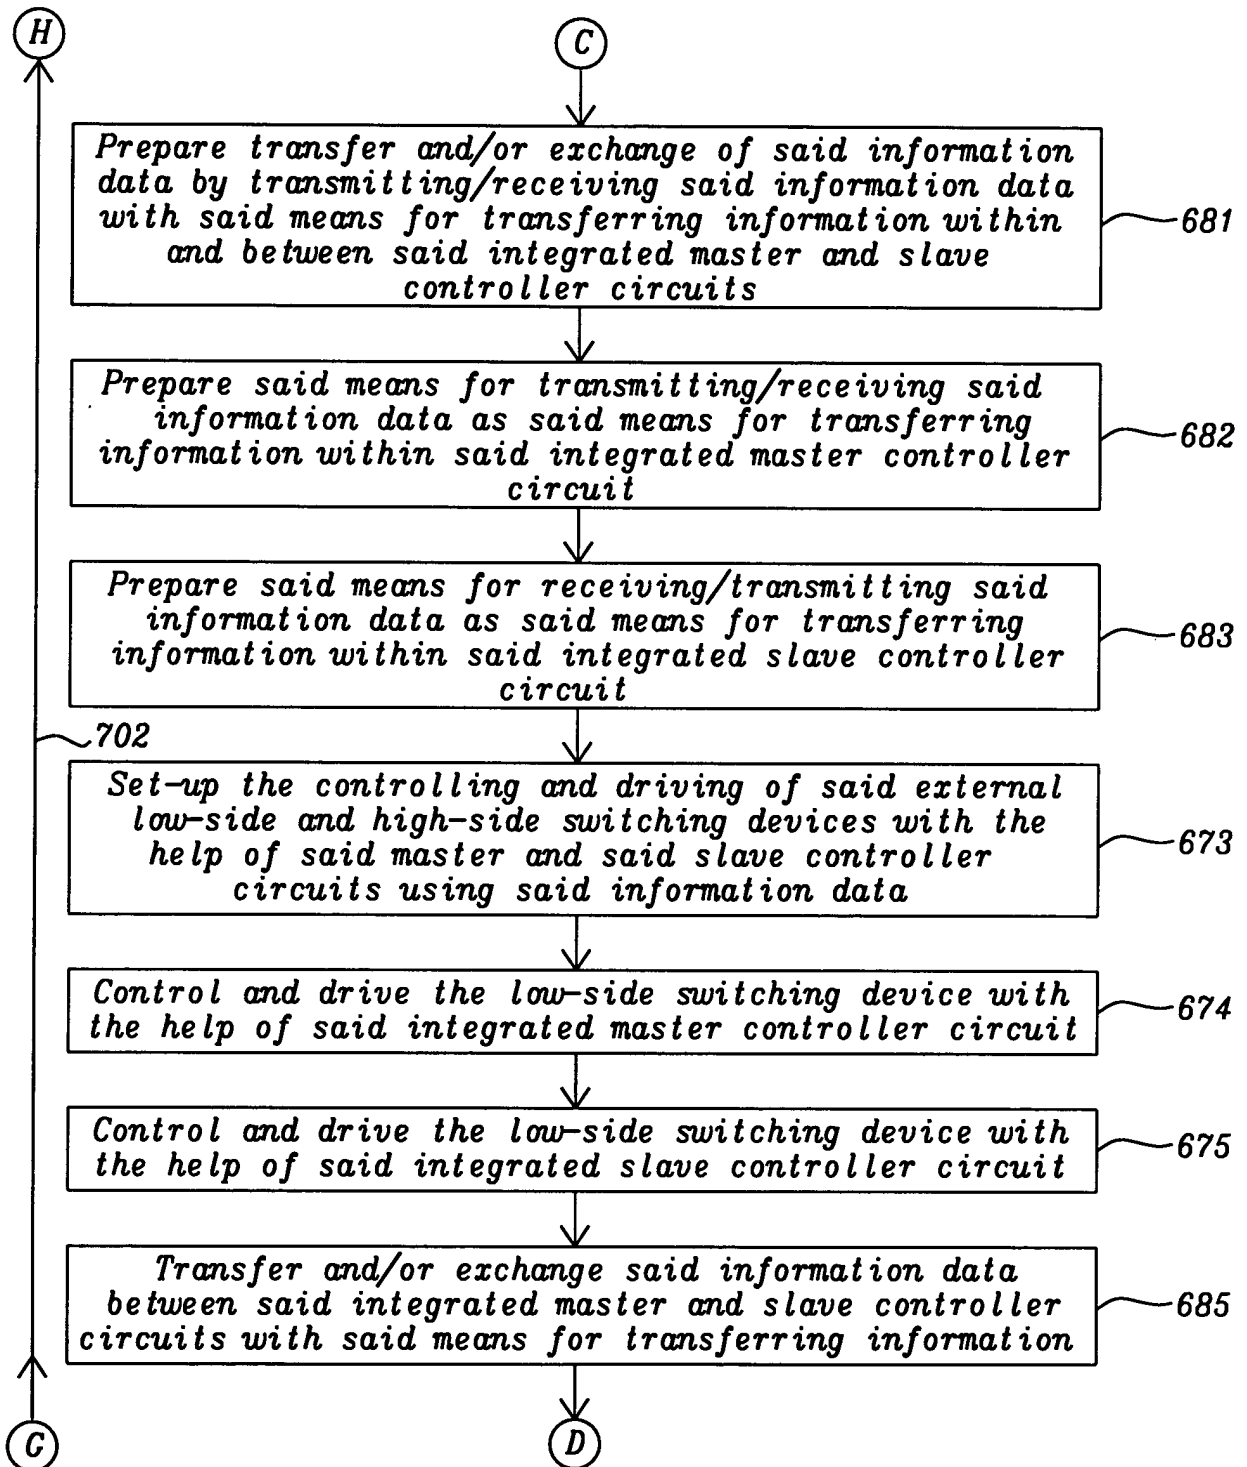 H
C
Prepare transfer and/or exchange of said information
data by transmitting/receiving said information data
with said means for transferring information within
and between said integrated master and slave
controller circuits
681
Prepare said means for transmitting/receiving said
information data as said means for transferring
information within said integrated master controller
circuit
682
Prepare said means for receiving/transmitting said
information data as said means for transferring
information within said integrated slave controller
circuit
683
702
Set-up the controlling and driving of said external
low-side and high-side switching devices with the
help of said master and said slave controller
circuits using said information data
673
Control and drive the low-side switching device with
the help of said integrated master controller circuit
674
Control and drive the low-side switching device with
the help of said integrated slave controller circuit
675
Transfer and/or exchange said information data
between said integrated master and slave controller
circuits with said means for transferring information
685
G
D